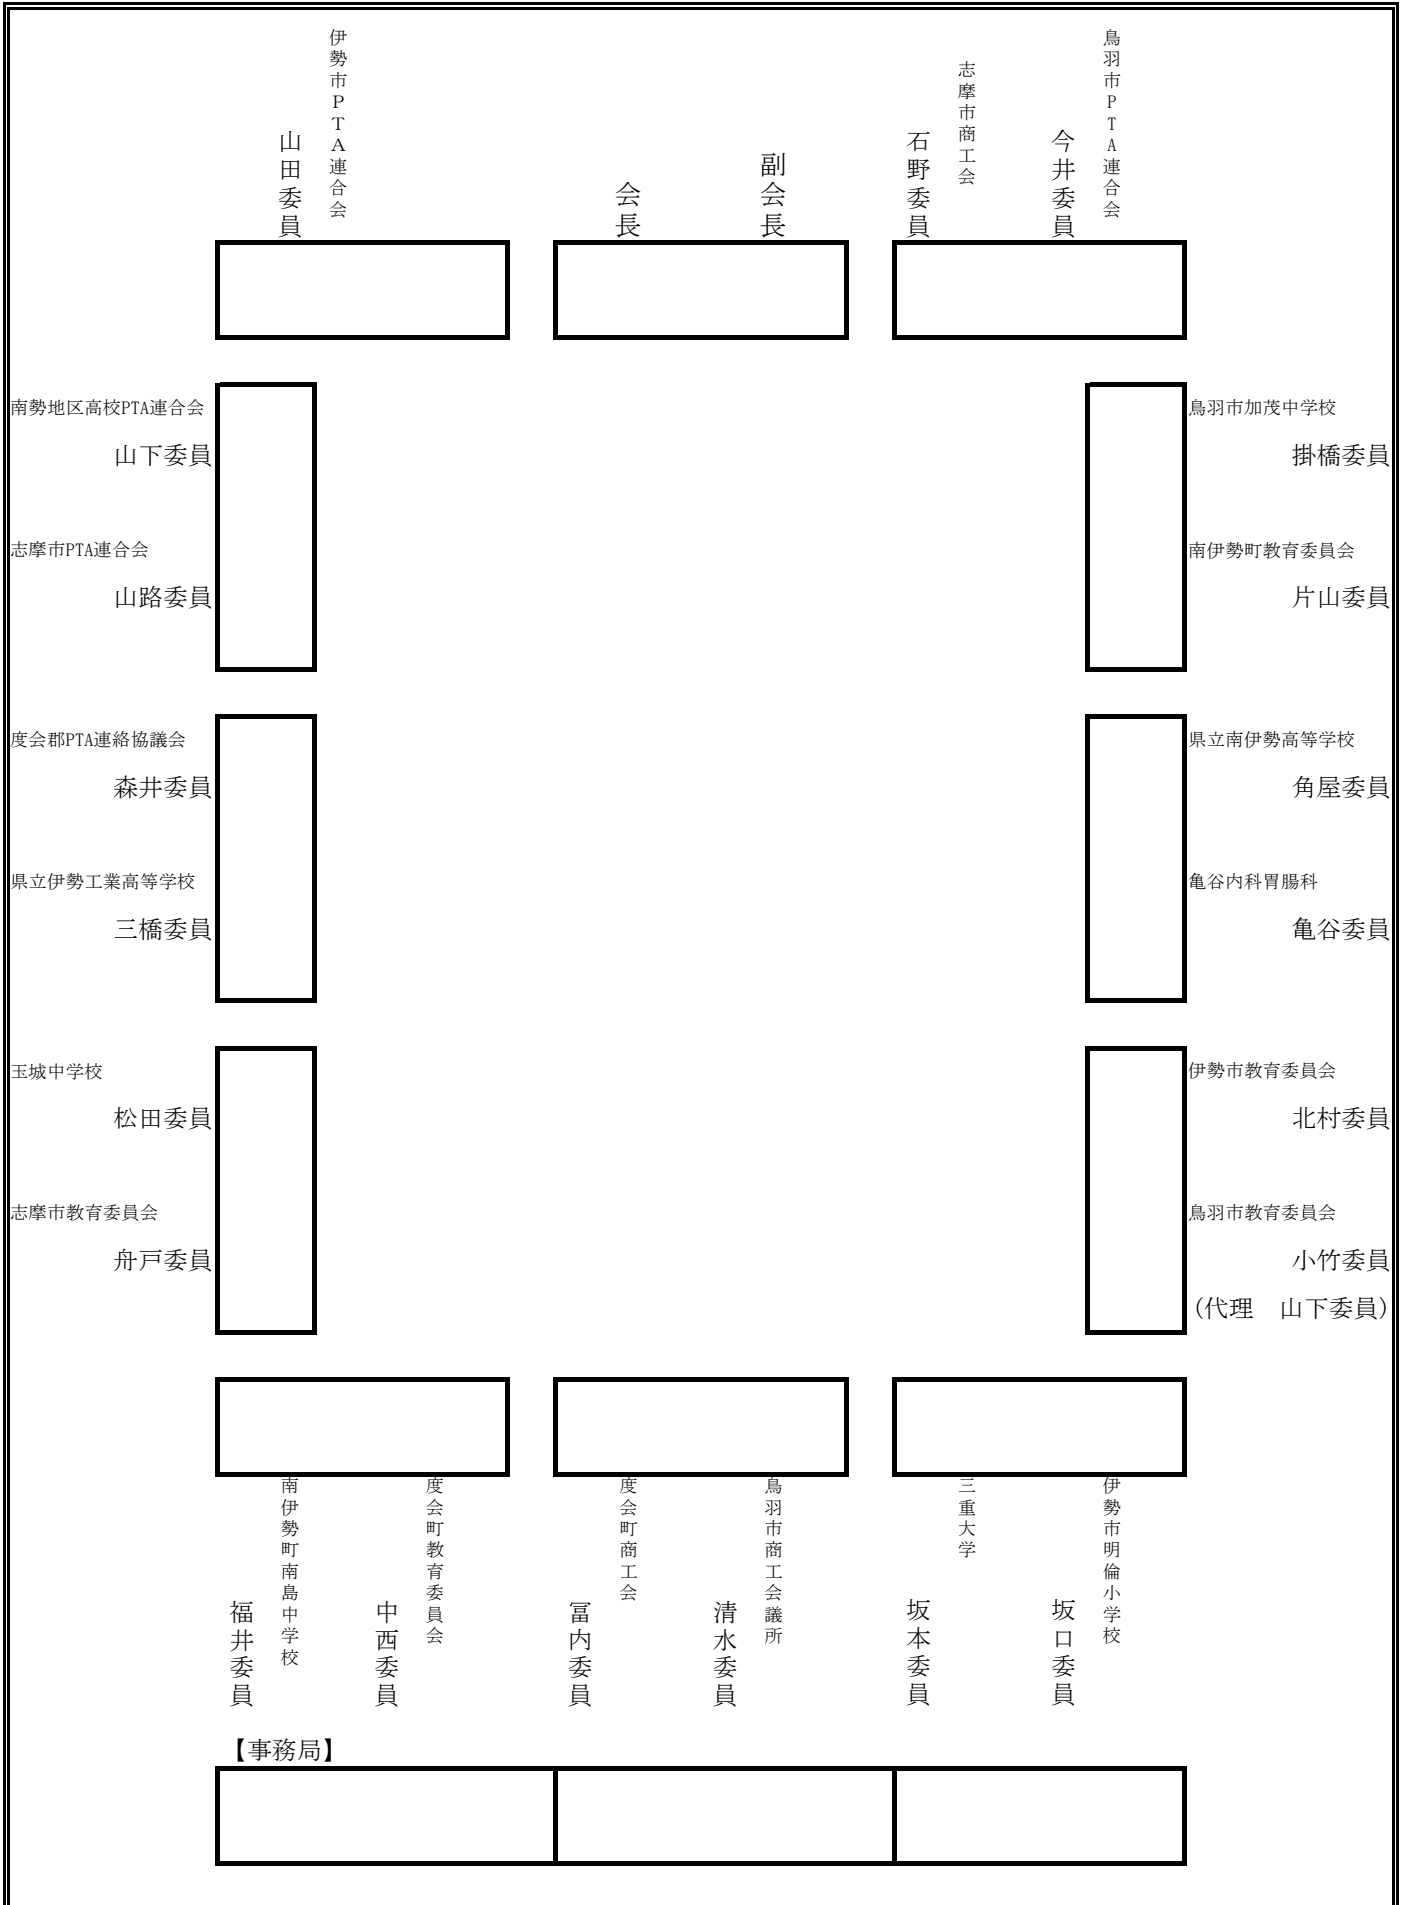 伊勢市PTA連合会
山田委員
会長
副会長
志摩市商工会
石野委員
鳥羽市PTA連合会
今井委員
南勢地区高校PTA連合会
山下委員
志摩市PTA連合会
山路委員
度会郡PTA連絡協議会
森井委員
県立伊勢工業高等学校
三橋委員
玉城中学校
松田委員
志摩市教育委員会
舟戸委員
鳥羽市加茂中学校
掛橋委員
南伊勢町教育委員会
片山委員
県立南伊勢高等学校
角屋委員
亀谷内科胃腸科
亀谷委員
伊勢市教育委員会
北村委員
鳥羽市教育委員会
小竹委員
(代理　山下委員)
南伊勢町南島中学校
福井委員
度会町教育委員会
中西委員
度会町商工会
冨内委員
鳥羽市商工会議所
清水委員
三重大学
坂本委員
伊勢市明倫小学校
坂口委員
【事務局】